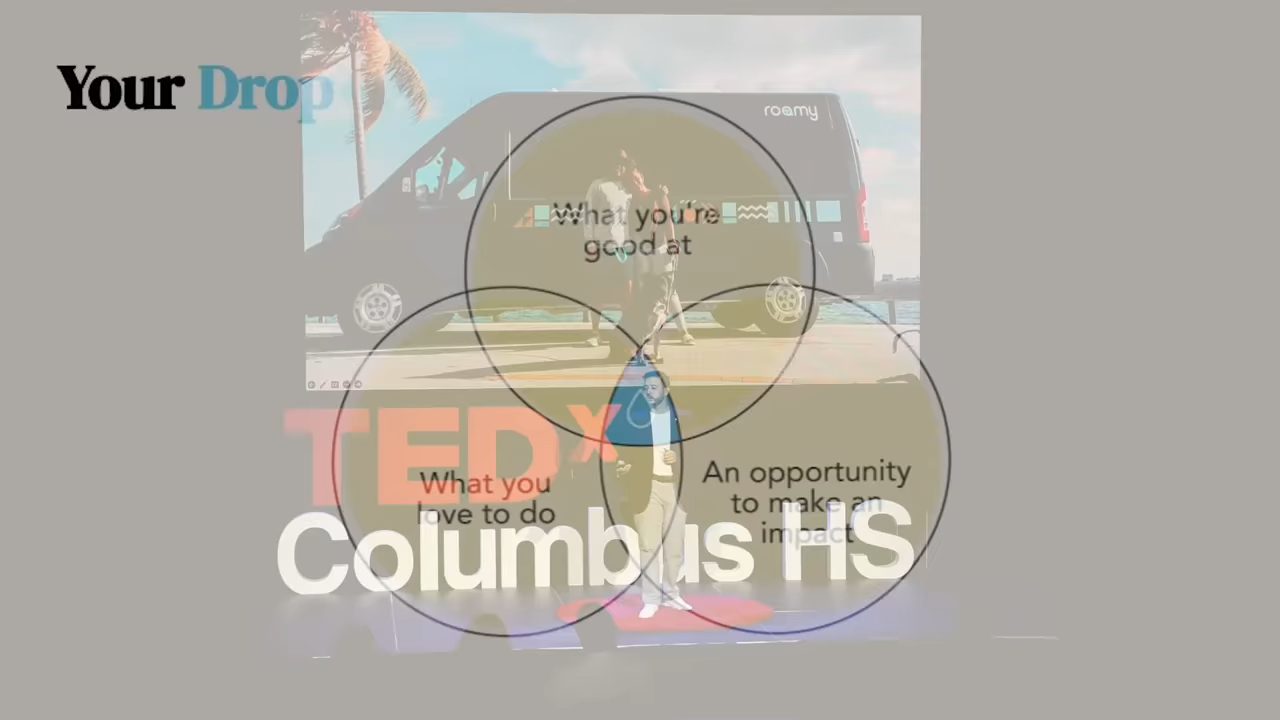 Your Drop
roamy
What you're
good at
TEDx
What you
love to do
An opportunity
to make an
impact
Columbus HS